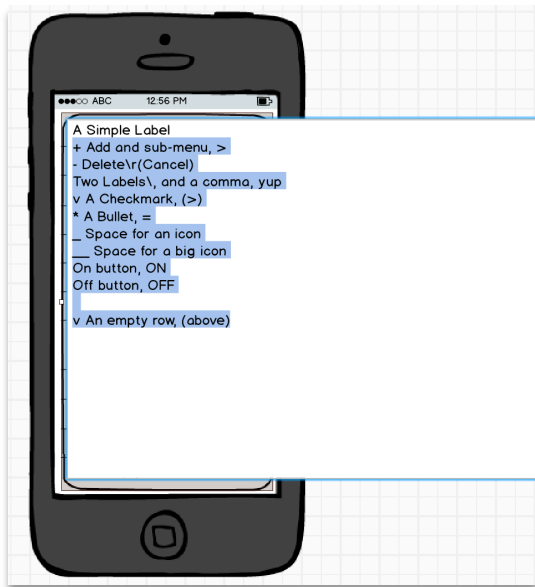 ABC 12:56 PM
A Simple Label
+ Add and sub-menu, >
- Delete\r(Cancel)
Two Labels\, and a comma, yup
v A Checkmark, (>)
* A Bullet, =
_ Space for an icon
__ Space for a big icon
On button, ON
Off button, OFF
v An empty row, (above)